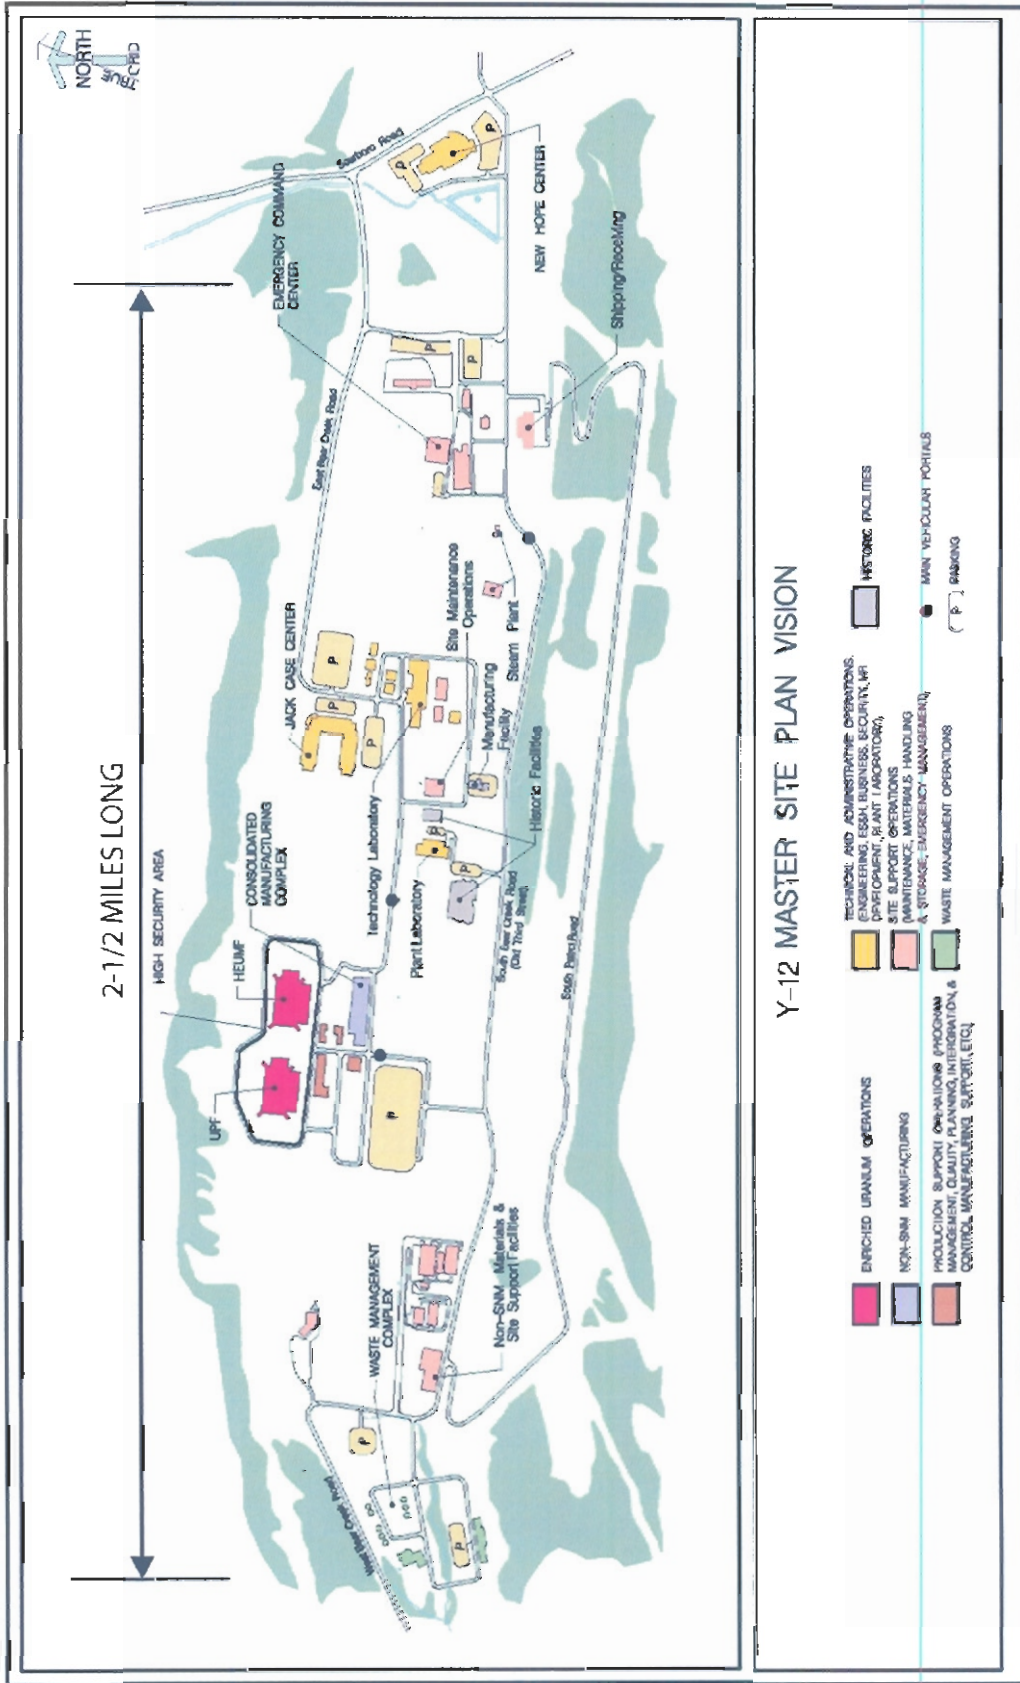 NORTH
GRID
2-1/2 MILES LONG
HIGH SECURITY AREA
UPF
HEUMF
CONSOLIDATED
MANUFACTURING
COMPLEX
JACK CASE CENTER
EMERGENCY COMMAND
CENTER
Scarboro Road
East Bear Creek Road
NEW HOPE CENTER
Shipping/Receiving
Technology Laboratory
Plant Laboratory
Site Maintenance
Operations
Manufacturing
Facility
Steam Plant
Historic Facilities
South Bear Creek Road
(Old Third Street)
South Patrol Road
WASTE MANAGEMENT
COMPLEX
Non-SNM Materials &
Site Support Facilities
West Bear Creek Road
P
P
P
P
P
P
P
P
P
P
P
P
Y-12 MASTER SITE PLAN VISION
ENRICHED URANIUM OPERATIONS
NON-SNM MANUFACTURING
PRODUCTION SUPPORT OPERATIONS (PROGRAM
MANAGEMENT, QUALITY, PLANNING, INTERGRATION, &
CONTROL, MANUFACTURING SUPPORT, ETC.)
TECHNICAL AND ADMINISTRATIVE OPERATIONS.
(ENGINEERING, ES&H, BUSINESS, SECURITY, HR
DEVELOPMENT, PLANT LABORATORY)
SITE SUPPORT OPERATIONS
(MAINTENANCE, MATERIALS HANDLING
& STORAGE, EMERGENCY MANAGEMENT)
WASTE MANAGEMENT OPERATIONS
HISTORIC FACILITIES
MAIN VEHICULAR PORTALS
P PARKING